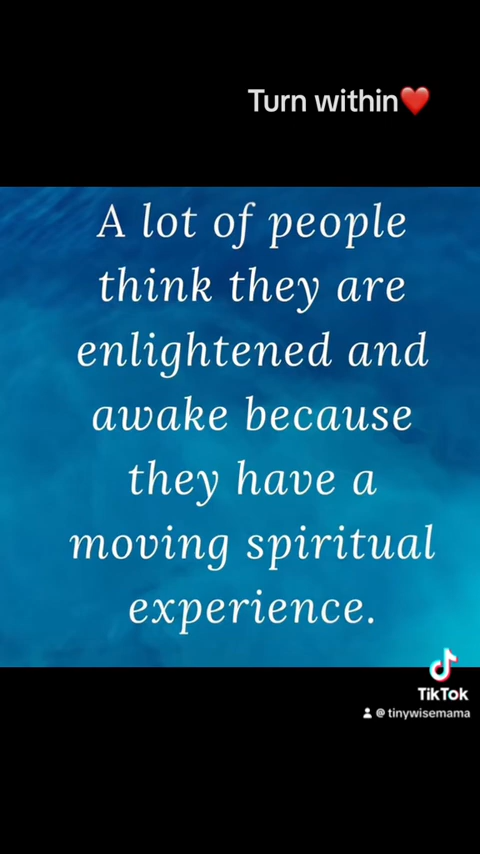 Turn within❤️
A lot of people
think they are
enlightened and
awake because
they have a
moving spiritual
experience.
TikTok
@tinywisemama